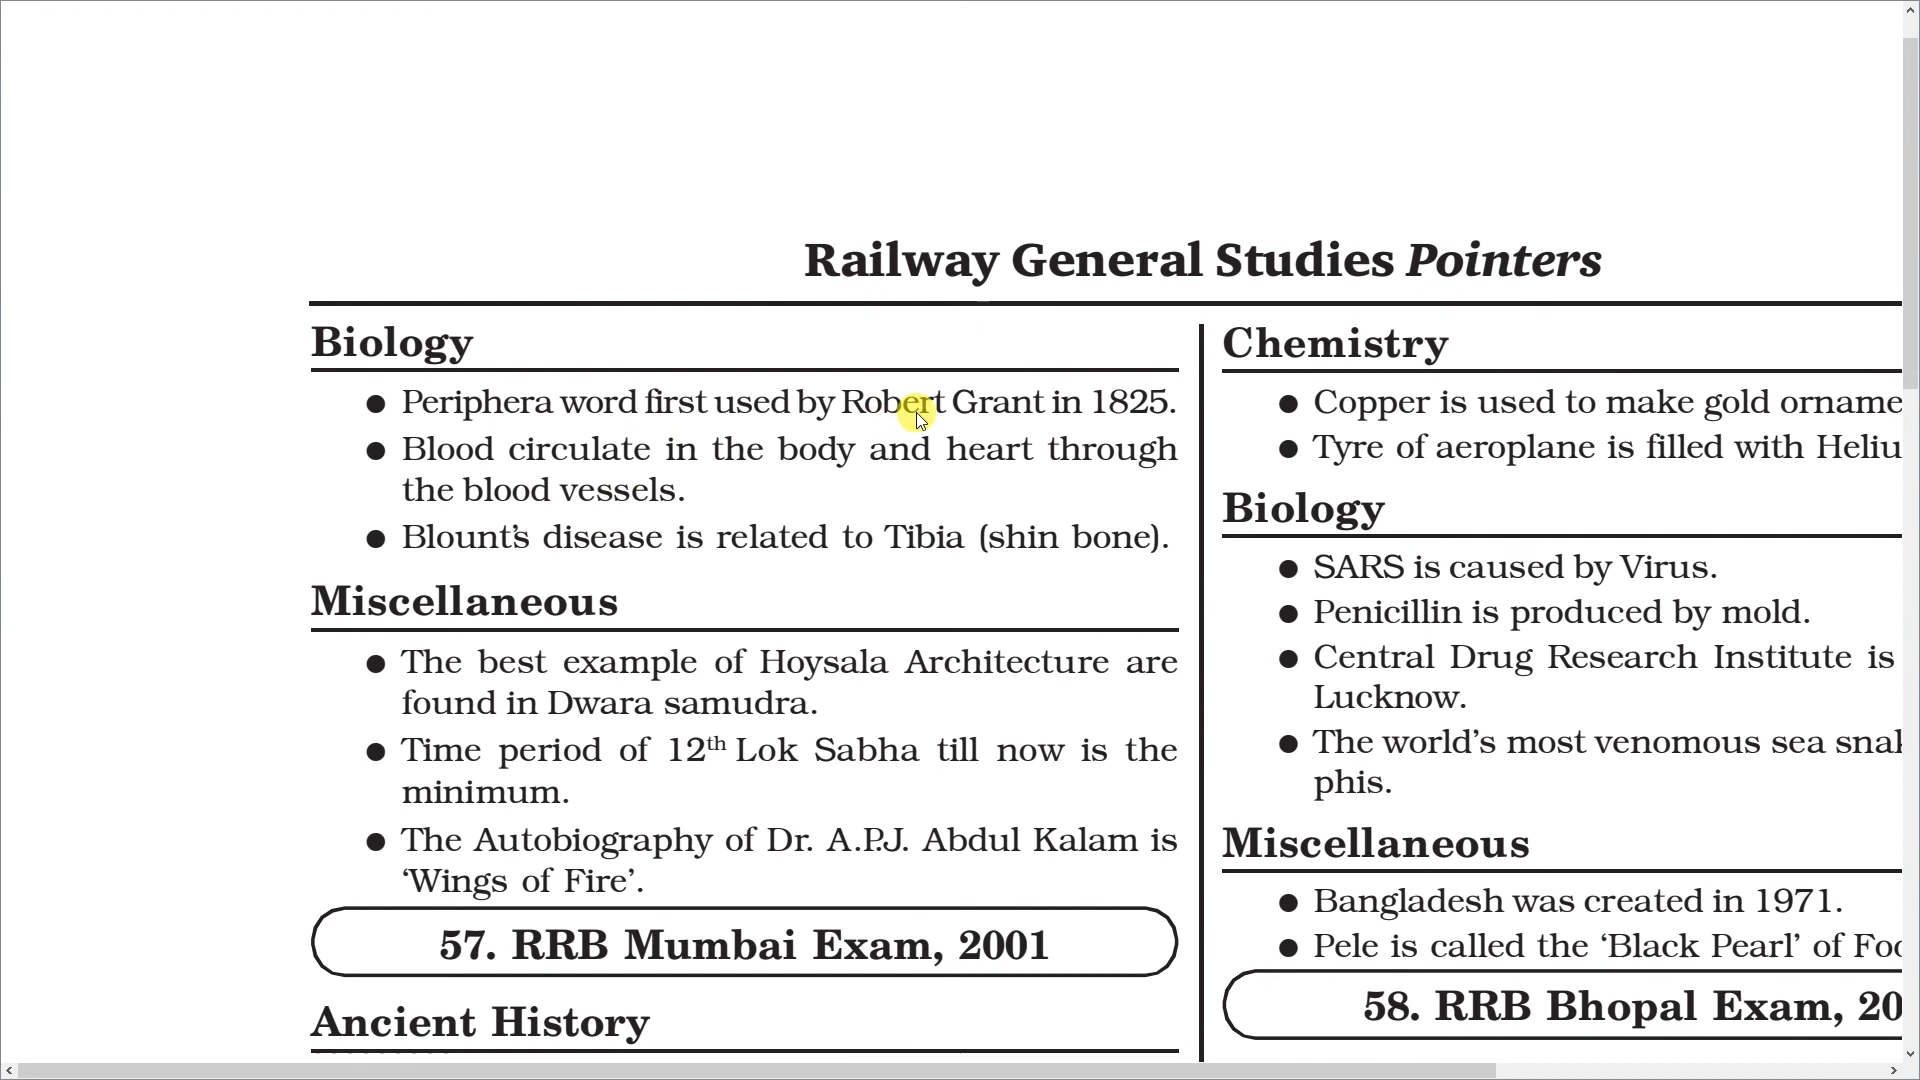 Railway General Studies Pointers
Biology
● Periphera word first used by Robert Grant in 1825.
● Blood circulate in the body and heart through
the blood vessels.
● Blount's disease is related to Tibia (shin bone).
Miscellaneous
● The best example of Hoysala Architecture are
found in Dwara samudra.
● Time period of 12th Lok Sabha till now is the
minimum.
● The Autobiography of Dr. A.P.J. Abdul Kalam is
‘Wings of Fire’.
57. RRB Mumbai Exam, 2001
Ancient History
Chemistry
● Copper is used to make gold
● Tyre of aeroplane is filled with
Biology
● SARS is caused by Virus.
● Penicillin is produced by mold.
● Central Drug Research Institute is
Lucknow.
● The world's most venomous sea
phis.
Miscellaneous
● Bangladesh was created in 1971.
● Pele is called the ‘Black Pearl’ of
58. RRB Bhopal Exam,